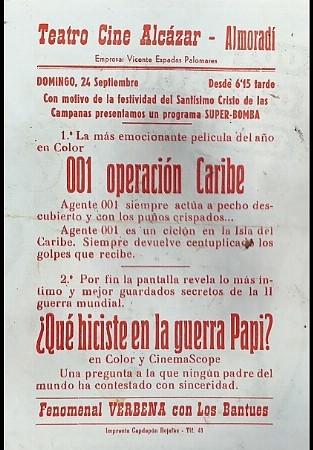 Teatro Cine Alcázar - Almoradí
Empresa: Vicente Espadas Palomares
DOMINGO, 24 Septiembre Desde 6'15 tarde
Con motivo de la festividad del Santísimo Cristo de las
Campanas presentamos un programa SUPER-BOMBA
1.ª La más emocionante película del año
en Color
001 operación Caribe
Agente 001 siempre actúa a pecho des-
cubierto y con los puños crispados...
Agente 001 es un ciclón en la Isla del
Caribe. Siempre devuelve centuplicado los
golpes que recibe.
2.ª Por fin la pantalla revela lo más ín-
timo y mejor guardados secretos de la II
guerra mundial.
¿Qué hiciste en la guerra Papi?
en Color y CinemaScope
Una pregunta a la que ningún padre del
mundo ha contestado con sinceridad.
Fenomenal VERBENA con Los Bantues
Imprenta Capdepón Rojales - Tlf. 41